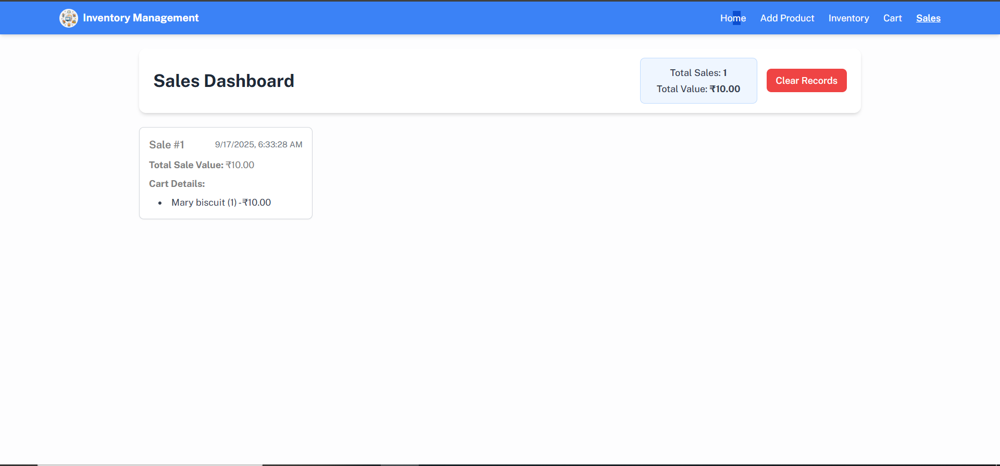 Inventory Management
Home Add Product Inventory Cart Sales
Sales Dashboard
Total Sales: 1
Total Value: ₹10.00
Clear Records
Sale #1 9/17/2025, 6:33:28 AM
Total Sale Value: ₹10.00
Cart Details:
• Mary biscuit (1) - ₹10.00